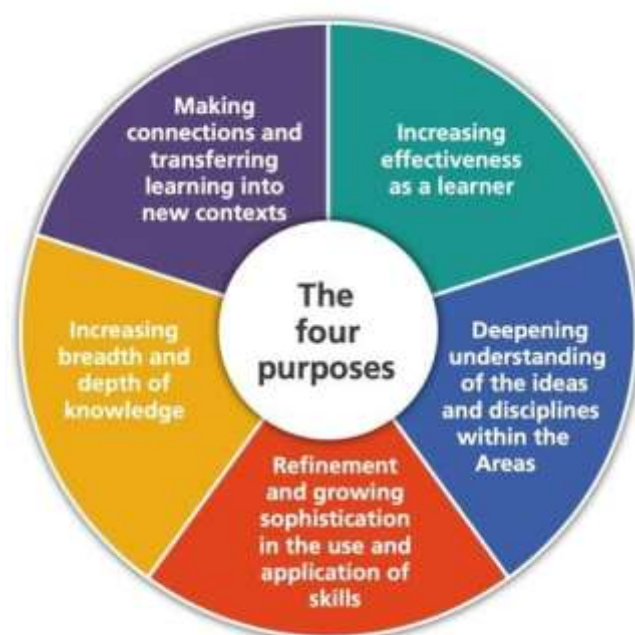 Making
connections and
transferring
learning into
new contexts
Increasing
effectiveness
as a learner
Increasing
breadth and
depth of
knowledge
The
four
purposes
Deepening
understanding
of the ideas
and disciplines
within the
Areas
Refinement
and growing
sophistication
in the use and
application of
skills